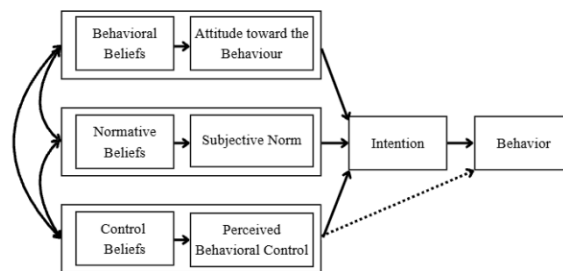 Behavioral
Beliefs
Attitude toward the
Behaviour
Normative
Beliefs
Subjective Norm
Intention
Behavior
Control
Beliefs
Perceived
Behavioral Control